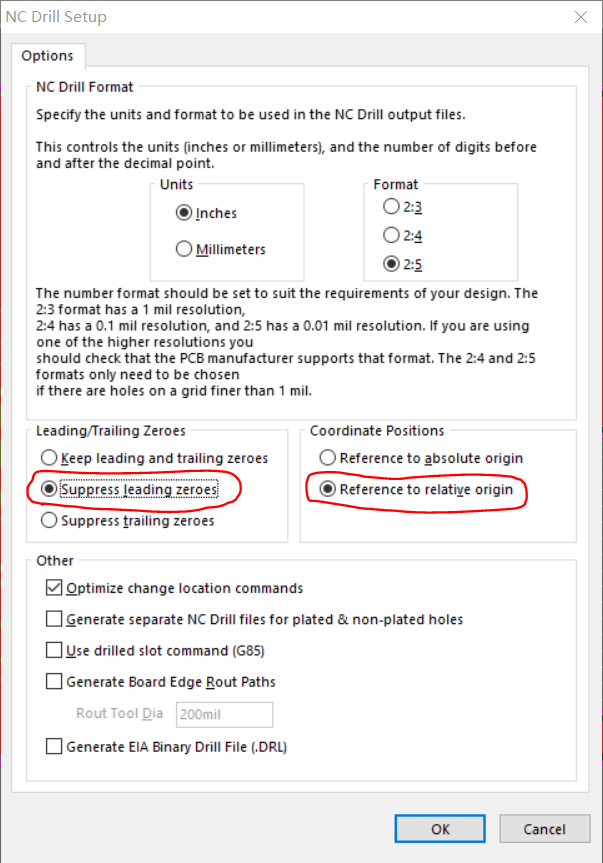 NC Drill Setup
Options
NC Drill Format
Specify the units and format to be used in the NC Drill output files.
This controls the units (inches or millimeters), and the number of digits before
and after the decimal point.
Units
Inches
Millimeters
Format
2:3
2:4
2:5
The number format should be set to suit the requirements of your design. The
2:3 format has a 1 mil resolution,
2:4 has a 0.1 mil resolution, and 2:5 has a 0.01 mil resolution. If you are using
one of the higher resolutions you
should check that the PCB manufacturer supports that format. The 2:4 and 2:5
formats only need to be chosen
if there are holes on a grid finer than 1 mil.
Leading/Trailing Zeroes
Keep leading and trailing zeroes
Suppress leading zeroes
Suppress trailing zeroes
Coordinate Positions
Reference to absolute origin
Reference to relative origin
Other
Optimize change location commands
Generate separate NC Drill files for plated & non-plated holes
Use drilled slot command (G85)
Generate Board Edge Rout Paths
Rout Tool Dia
200mil
Generate EIA Binary Drill File (.DRL)
OK
Cancel